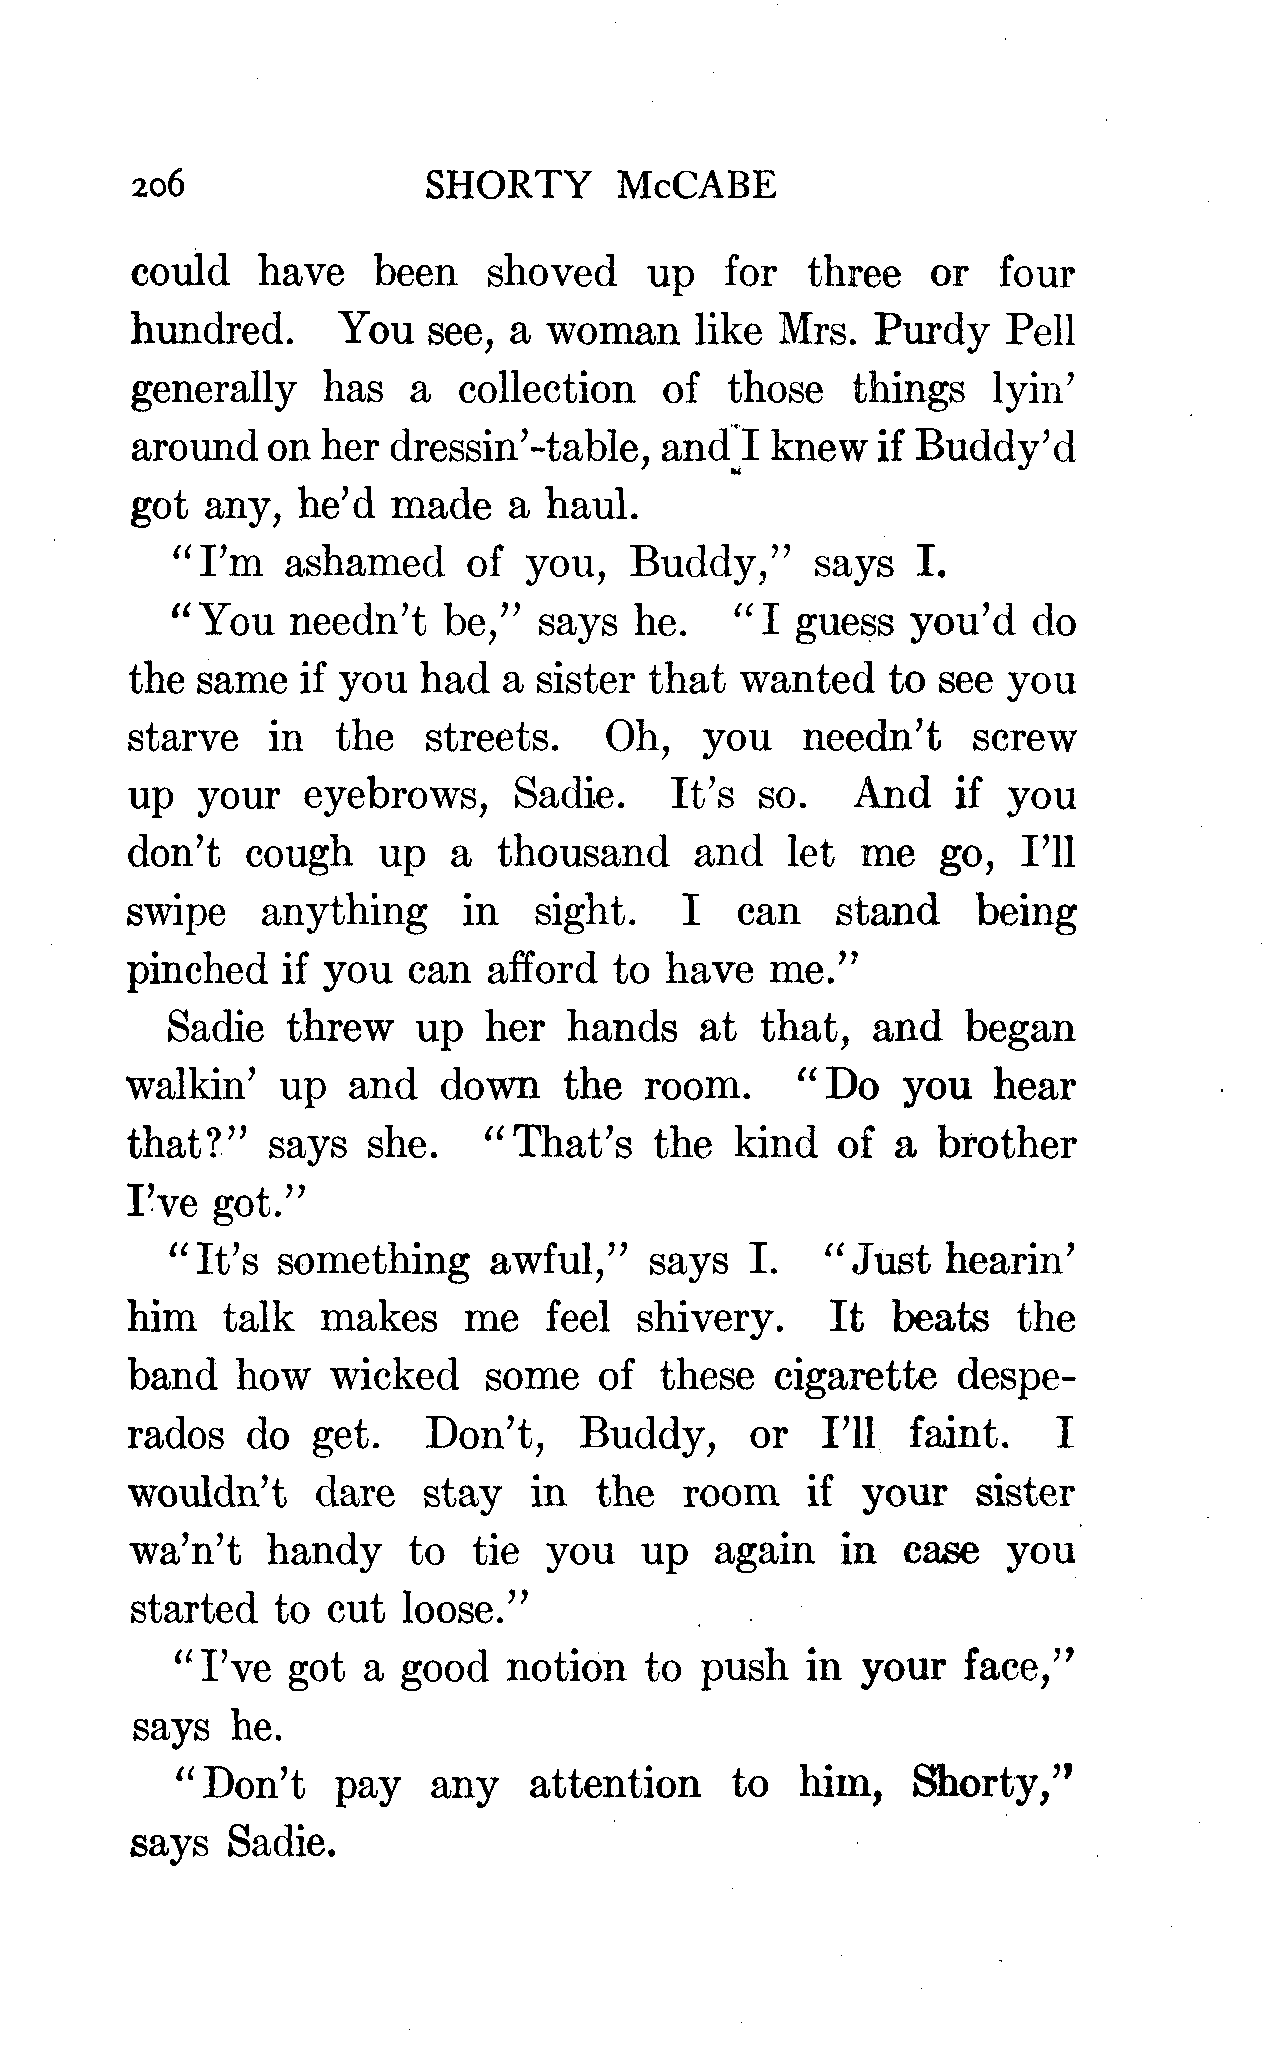 206 SHORTY McCABE
could have been shoved up for three or four
hundred. You see, a woman like Mrs. Purdy Pell
generally has a collection of those things lyin'
around on her dressin'-table, and I knew if Buddy'd
got any, he'd made a haul.
"I'm ashamed of you, Buddy," says I.
"You needn't be," says he. "I guess you'd do
the same if you had a sister that wanted to see you
starve in the streets. Oh, you needn't screw
up your eyebrows, Sadie. It's so. And if you
don't cough up a thousand and let me go, I'll
swipe anything in sight. I can stand being
pinched if you can afford to have me."
Sadie threw up her hands at that, and began
walkin' up and down the room. "Do you hear
that?" says she. "That's the kind of a brother
I've got."
"It's something awful," says I. "Just hearin'
him talk makes me feel shivery. It beats the
band how wicked some of these cigarette despe-
rados do get. Don't, Buddy, or I'll faint. I
wouldn't dare stay in the room if your sister
wa'n't handy to tie you up again in case you
started to cut loose."
"I've got a good notion to push in your face,"
says he.
"Don't pay any attention to him, Shorty,"
says Sadie.